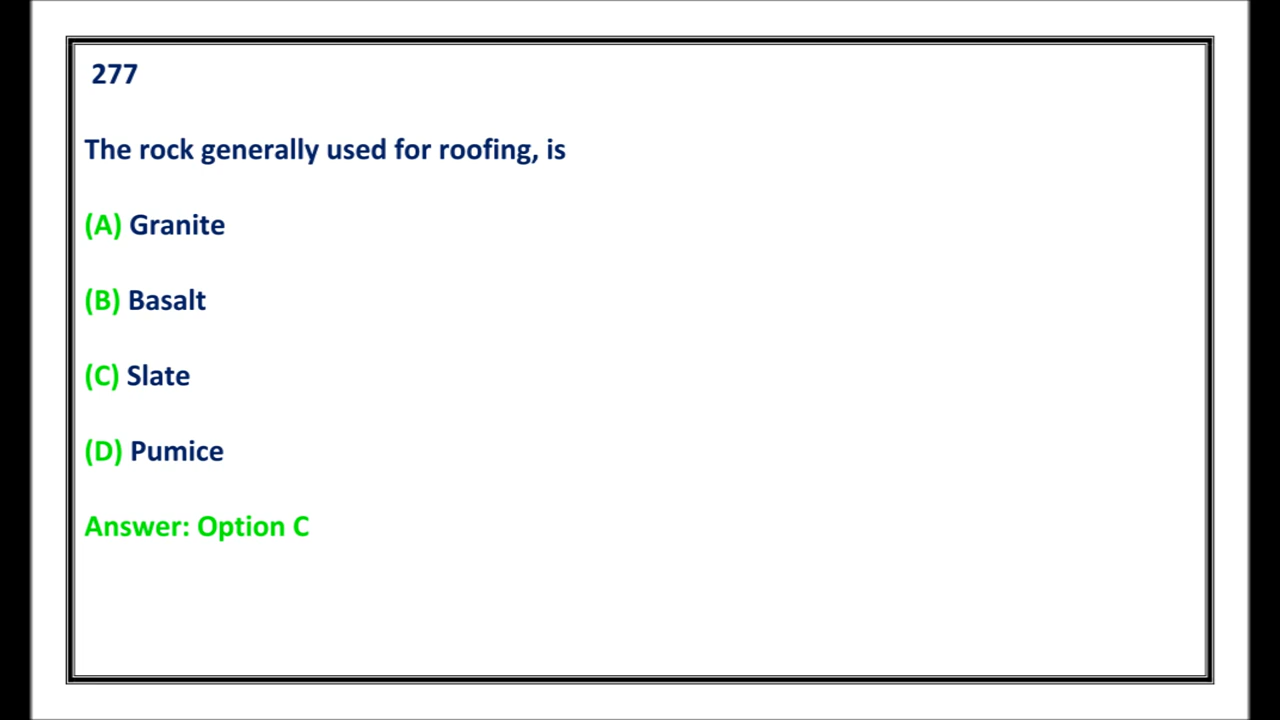 277
The rock generally used for roofing, is
(A) Granite
(B) Basalt
(C) Slate
(D) Pumice
Answer: Option C